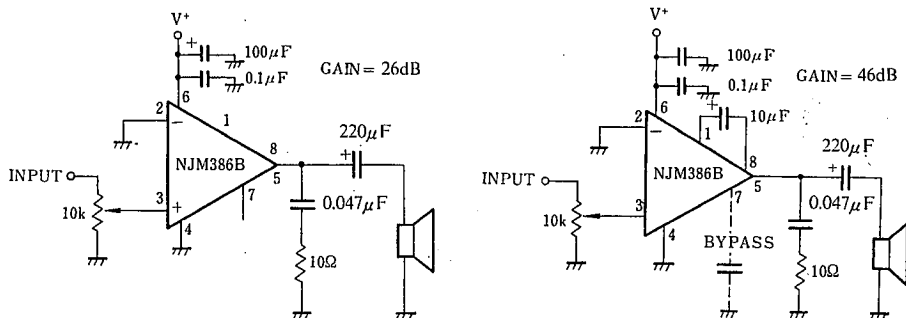 V+
+
100μF
0.1μF
GAIN=26dB
6
2
−
1
NJM386B
8
5
220μF
+
INPUT
10k
3
+
7
4
0.047μF
10Ω
V+
100μF
0.1μF
GAIN=46dB
6
+
10μF
2
−
1
8
NJM386B
5
220μF
+
0.047μF
INPUT
10k
3
7
4
BYPASS
10Ω